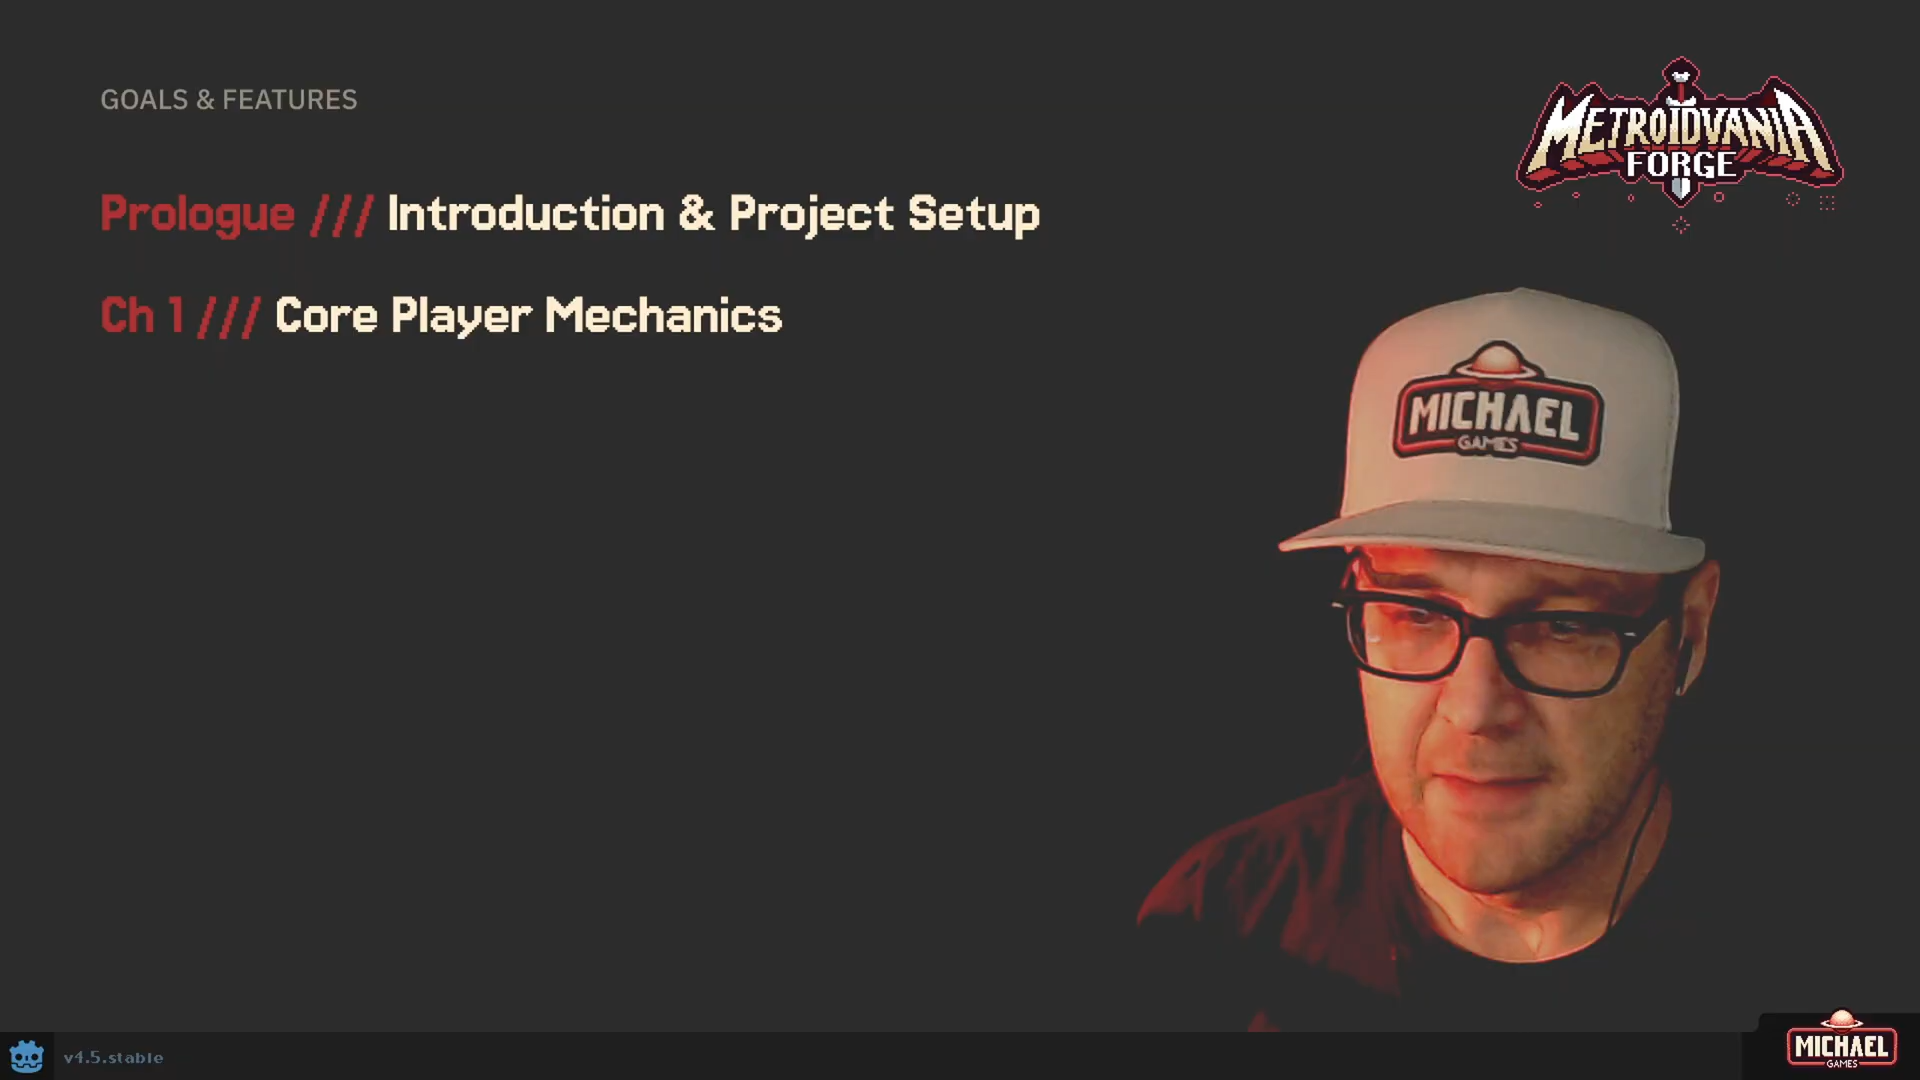 GOALS & FEATURES
METROIDVANIA
FORGE
Prologue /// Introduction & Project Setup
Ch 1 /// Core Player Mechanics
MICHAEL
GAMES
v4.5.stable
MICHAEL
GAMES